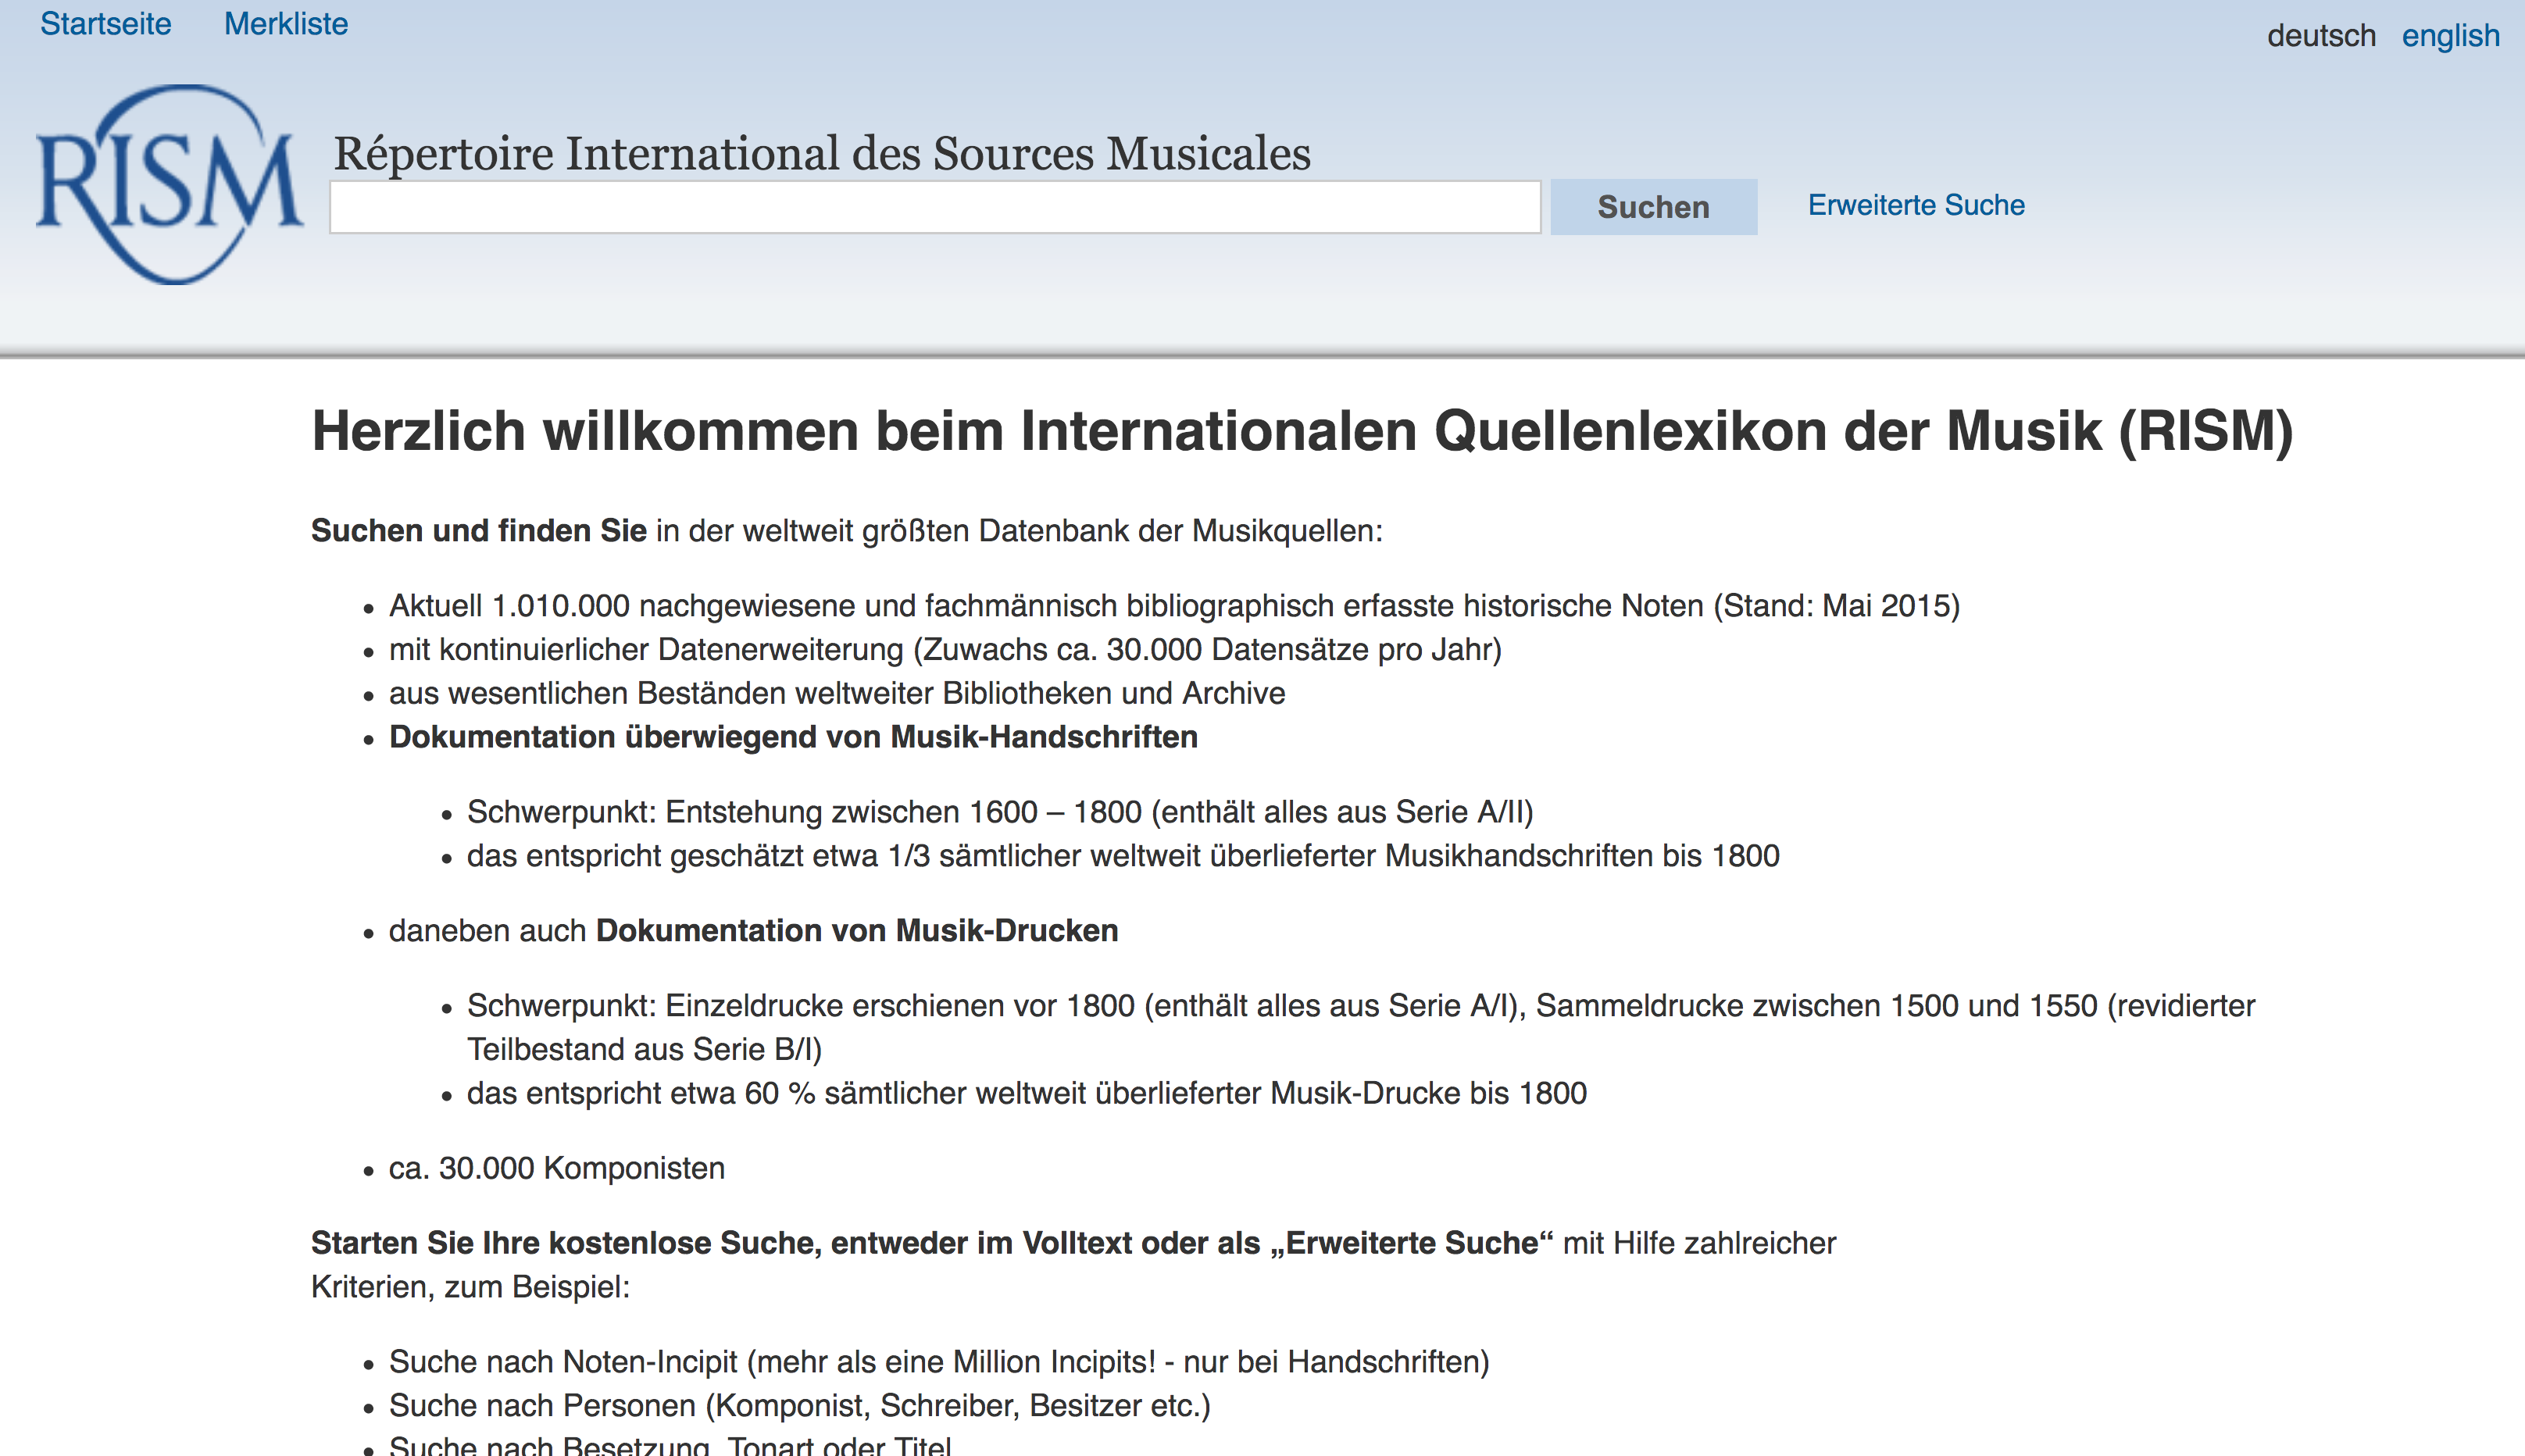 Startseite Merkliste
deutsch english
RISM
Répertoire International des Sources Musicales
Suchen Erweiterte Suche
Herzlich willkommen beim Internationalen Quellenlexikon der Musik (RISM)
Suchen und finden Sie in der weltweit größten Datenbank der Musikquellen:
• Aktuell 1.010.000 nachgewiesene und fachmännisch bibliographisch erfasste historische Noten (Stand: Mai 2015)
• mit kontinuierlicher Datenerweiterung (Zuwachs ca. 30.000 Datensätze pro Jahr)
• aus wesentlichen Beständen weltweiter Bibliotheken und Archive
• Dokumentation überwiegend von Musik-Handschriften
• Schwerpunkt: Entstehung zwischen 1600 – 1800 (enthält alles aus Serie A/II)
• das entspricht geschätzt etwa 1/3 sämtlicher weltweit überlieferter Musikhandschriften bis 1800
• daneben auch Dokumentation von Musik-Drucken
• Schwerpunkt: Einzeldrucke erschienen vor 1800 (enthält alles aus Serie A/I), Sammeldrucke zwischen 1500 und 1550 (revidierter
Teilbestand aus Serie B/I)
• das entspricht etwa 60 % sämtlicher weltweit überlieferter Musik-Drucke bis 1800
• ca. 30.000 Komponisten
Starten Sie Ihre kostenlose Suche, entweder im Volltext oder als „Erweiterte Suche“ mit Hilfe zahlreicher
Kriterien, zum Beispiel:
• Suche nach Noten-Incipit (mehr als eine Million Incipits! - nur bei Handschriften)
• Suche nach Personen (Komponist, Schreiber, Besitzer etc.)
• Suche nach Besetzung, Tonart oder Titel